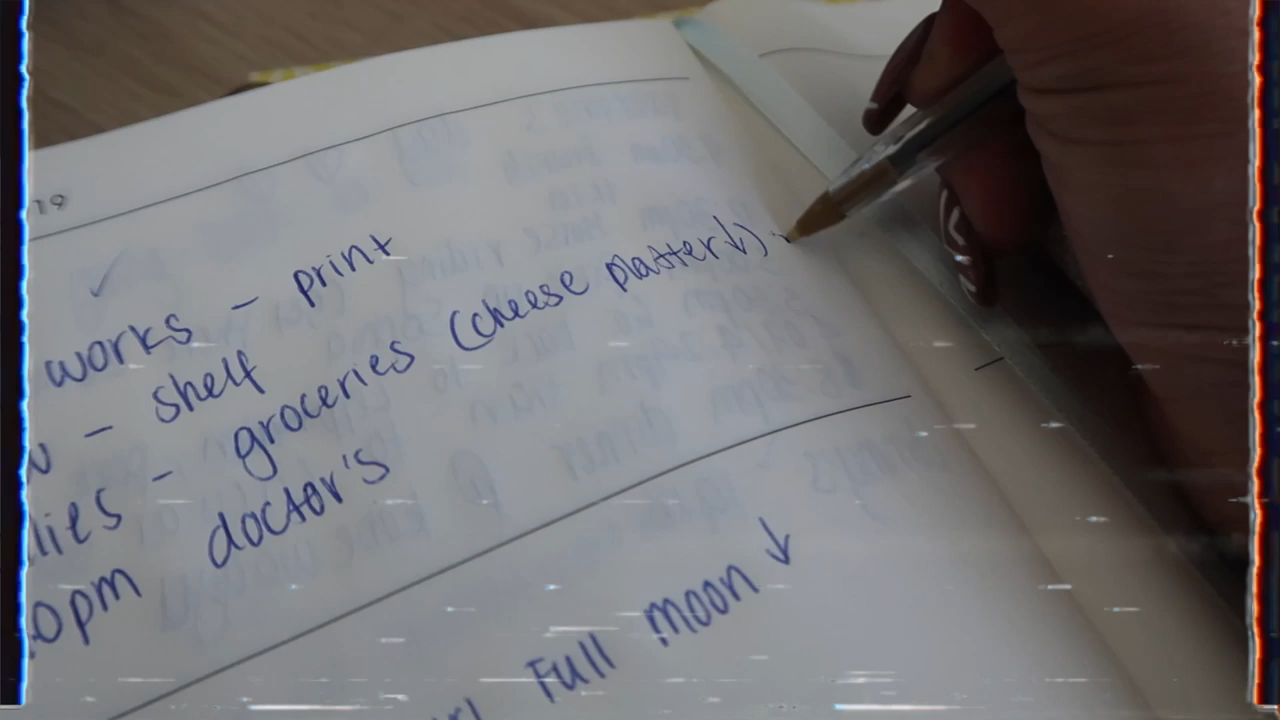 19
works - print
- shelf
lies - groceries (cheese platter↓)
0pm doctor's
Full moon ↓